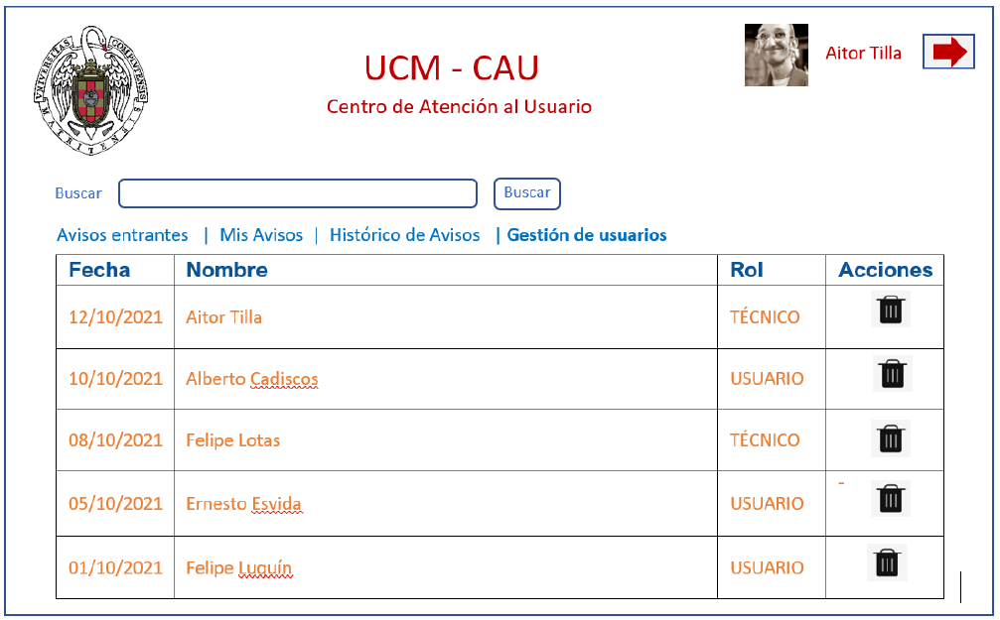 UNIVERSITAS COMPLVTENSIS
MATRITENSIS
UCM - CAU
Centro de Atención al Usuario
Aitor Tilla
Buscar
Buscar
Avisos entrantes | Mis Avisos | Histórico de Avisos | Gestión de usuarios
Fecha Nombre Rol Acciones
12/10/2021 Aitor Tilla TÉCNICO
10/10/2021 Alberto Cadiscos USUARIO
08/10/2021 Felipe Lotas TÉCNICO
05/10/2021 Ernesto Esvida USUARIO -
01/10/2021 Felipe Luquín USUARIO